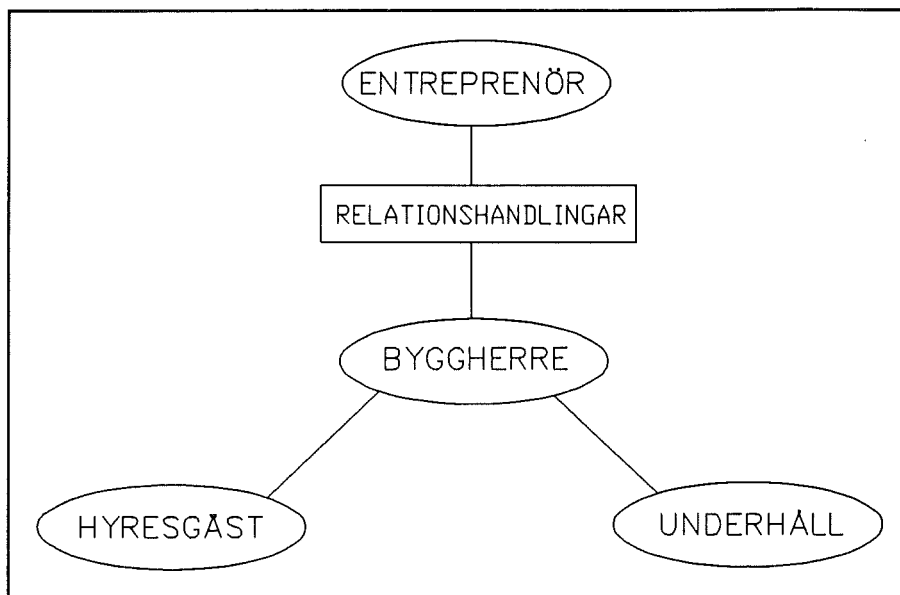 ENTREPRENÖR
RELATIONSHANDLINGAR
BYGGHERRE
HYRESGÄST
UNDERHÅLL